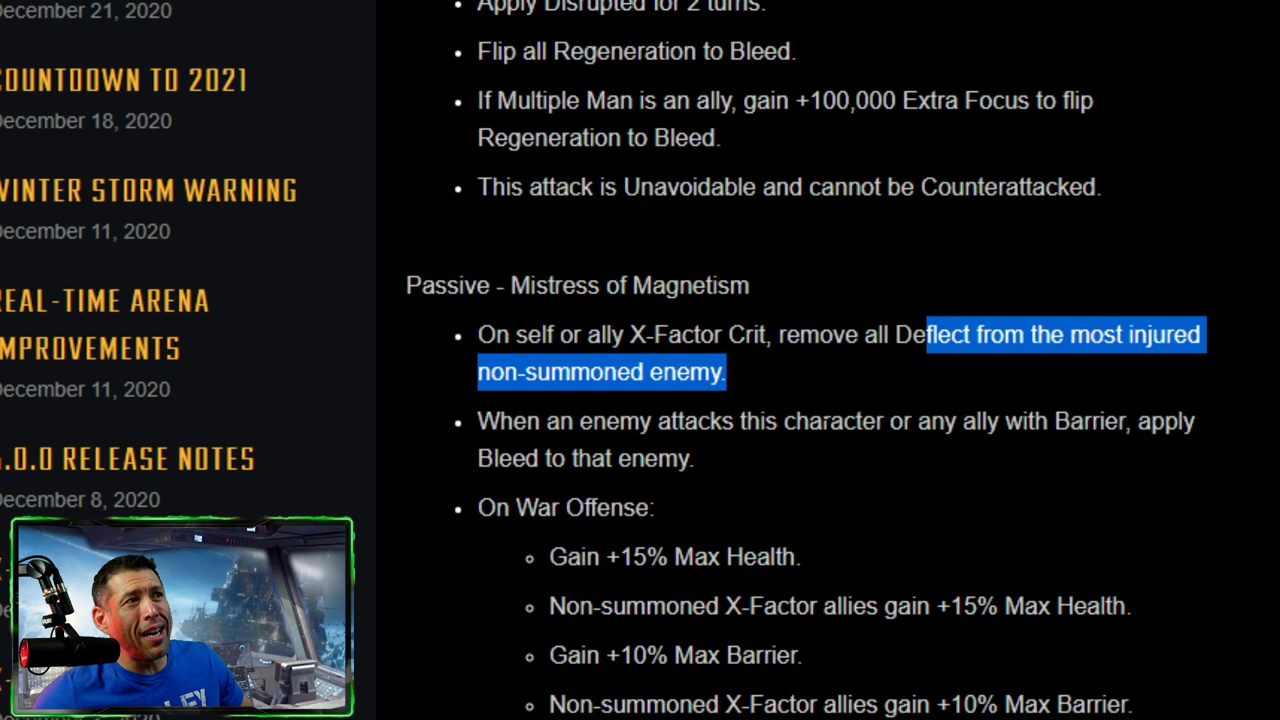 December 21, 2020
COUNTDOWN TO 2021
December 18, 2020
WINTER STORM WARNING
December 11, 2020
REAL-TIME ARENA
IMPROVEMENTS
December 11, 2020
.0.0 RELEASE NOTES
December 8, 2020
Apply Disrupted for 2 turns.
Flip all Regeneration to Bleed.
If Multiple Man is an ally, gain +100,000 Extra Focus to flip
Regeneration to Bleed.
This attack is Unavoidable and cannot be Counterattacked.
Passive - Mistress of Magnetism
On self or ally X-Factor Crit, remove all Deflect from the most injured
non-summoned enemy.
When an enemy attacks this character or any ally with Barrier, apply
Bleed to that enemy.
On War Offense:
Gain +15% Max Health.
Non-summoned X-Factor allies gain +15% Max Health.
Gain +10% Max Barrier.
Non-summoned X-Factor allies gain +10% Max Barrier.